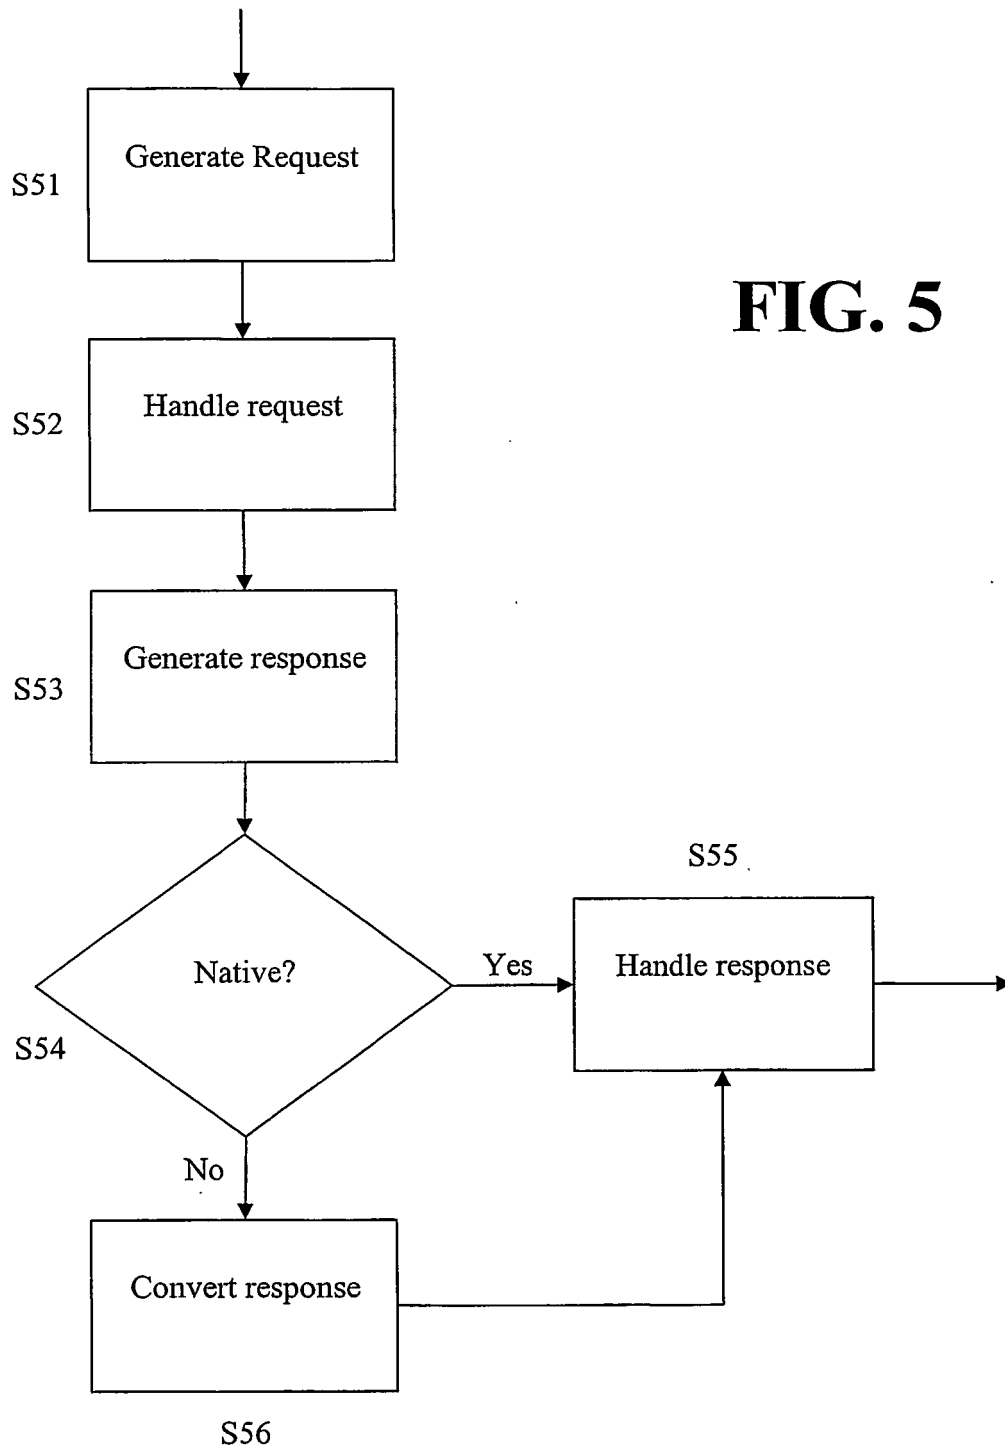 Generate Request
S51
FIG. 5
Handle request
S52
Generate response
S53
S55
Native?
Yes
Handle response
S54
No
Convert response
S56